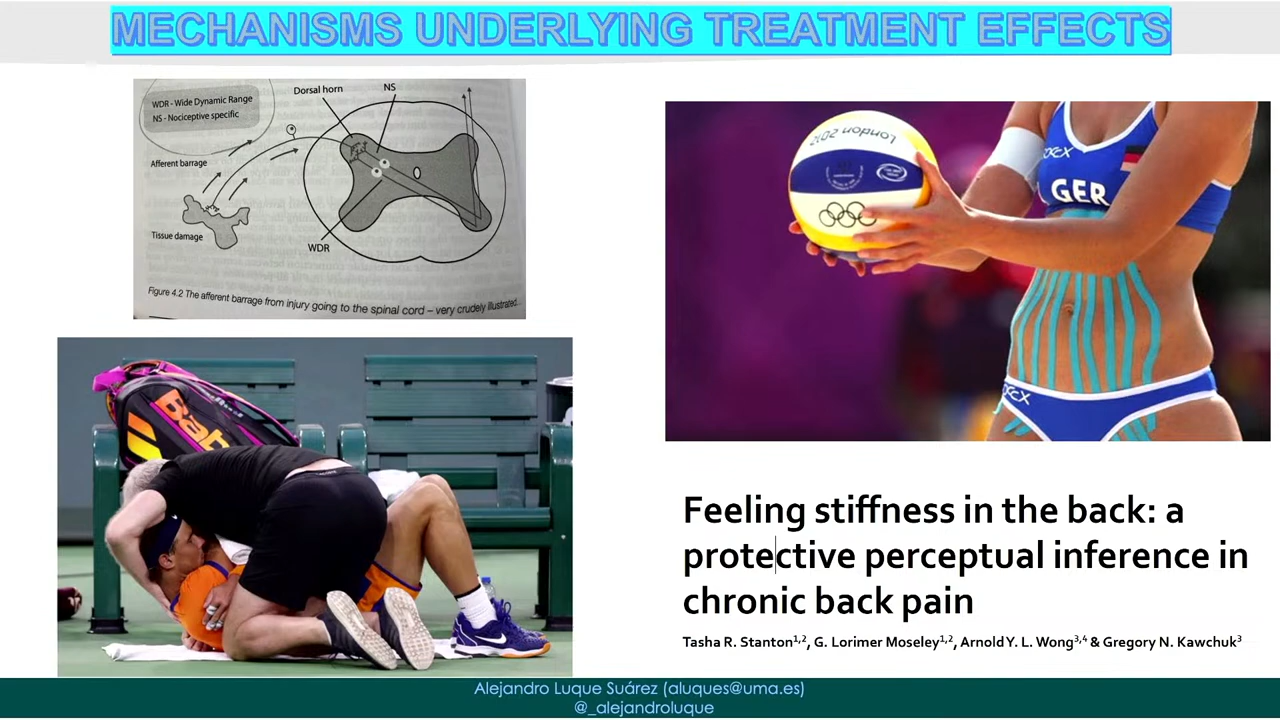 MECHANISMS UNDERLYING TREATMENT EFFECTS
WDR - Wide Dynamic Range
NS - Nociceptive specific
Dorsal horn
NS
Afferent barrage
Tissue damage
WDR
Figure 4.2 The afferent barrage from injury going to the spinal cord – very crudely illustrated
London 2012
GER
Bab
Feeling stiffness in the back: a
protective perceptual inference in
chronic back pain
Tasha R. Stanton1,2, G. Lorimer Moseley1,2, Arnold Y. L. Wong3,4 & Gregory N. Kawchuk3
Alejandro Luque Suárez (aluques@uma.es)
@_alejandroluque